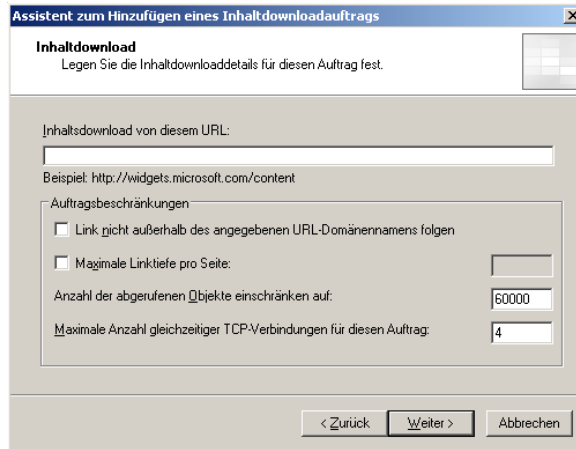 Assistent zum Hinzufügen eines Inhaltdownloadauftrags
Inhaltdownload
Legen Sie die Inhaltdownloaddetails für diesen Auftrag fest.
Inhaltsdownload von diesem URL:
Beispiel: http://widgets.microsoft.com/content
Auftragsbeschränkungen
Link nicht außerhalb des angegebenen URL-Domänennamens folgen
Maximale Linktiefe pro Seite:
Anzahl der abgerufenen Objekte einschränken auf: 60000
Maximale Anzahl gleichzeitiger TCP-Verbindungen für diesen Auftrag: 4
< Zurück Weiter > Abbrechen